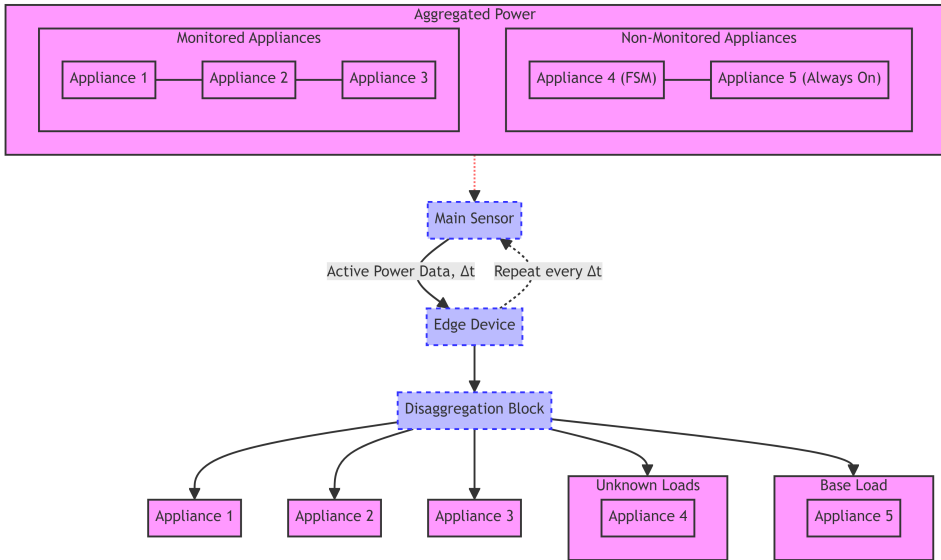 Aggregated Power
Monitored Appliances
Non-Monitored Appliances
Appliance 1
Appliance 2
Appliance 3
Appliance 4 (FSM)
Appliance 5 (Always On)
Main Sensor
Active Power Data, Δt
Repeat every Δt
Edge Device
Disaggregation Block
Appliance 1
Appliance 2
Appliance 3
Unknown Loads
Appliance 4
Base Load
Appliance 5